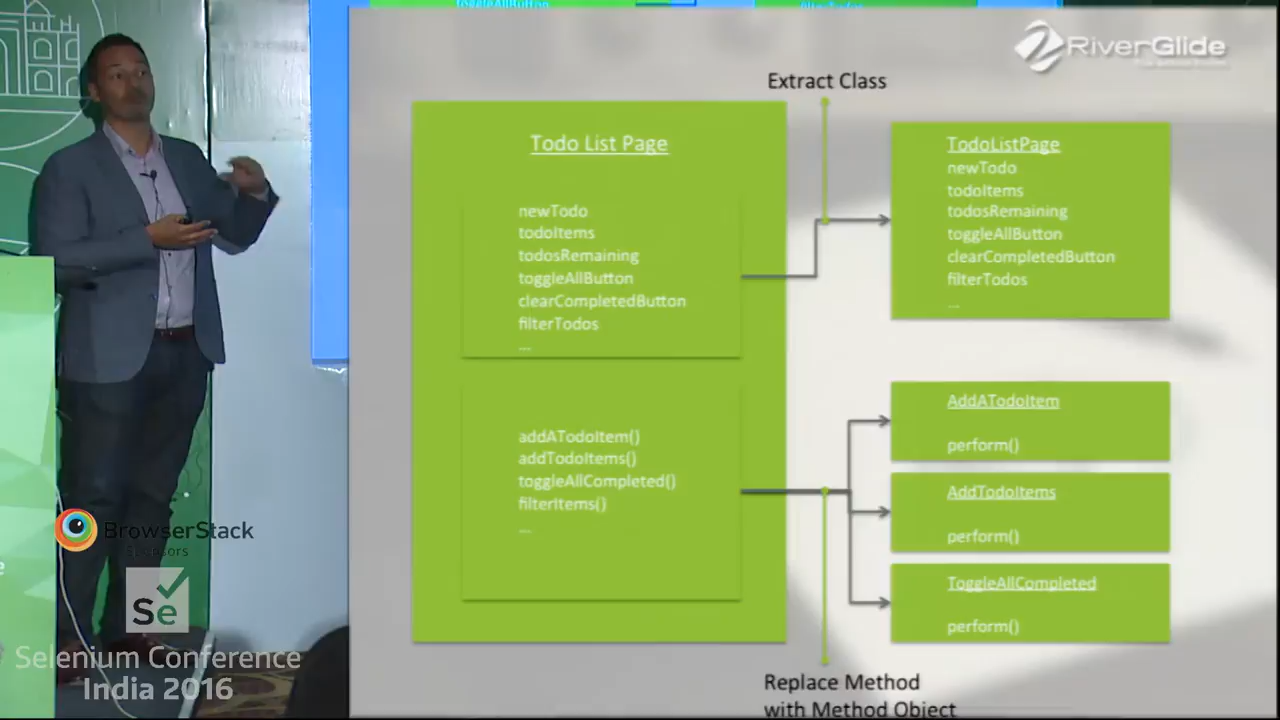 toggleAllButton
RiverGlide
Extract Class
Todo List Page
newTodo
todoItems
todosRemaining
toggleAllButton
clearCompletedButton
filterTodos
...
TodoListPage
newTodo
todoItems
todosRemaining
toggleAllButton
clearCompletedButton
filterTodos
...
addATodoItem()
addTodoItems()
toggleAllCompleted()
filterItems()
...
AddATodoItem
perform()
AddTodoItems
perform()
ToggleAllCompleted
perform()
Replace Method
with Method Object
BrowserStack
Se
Selenium Conference
India 2016